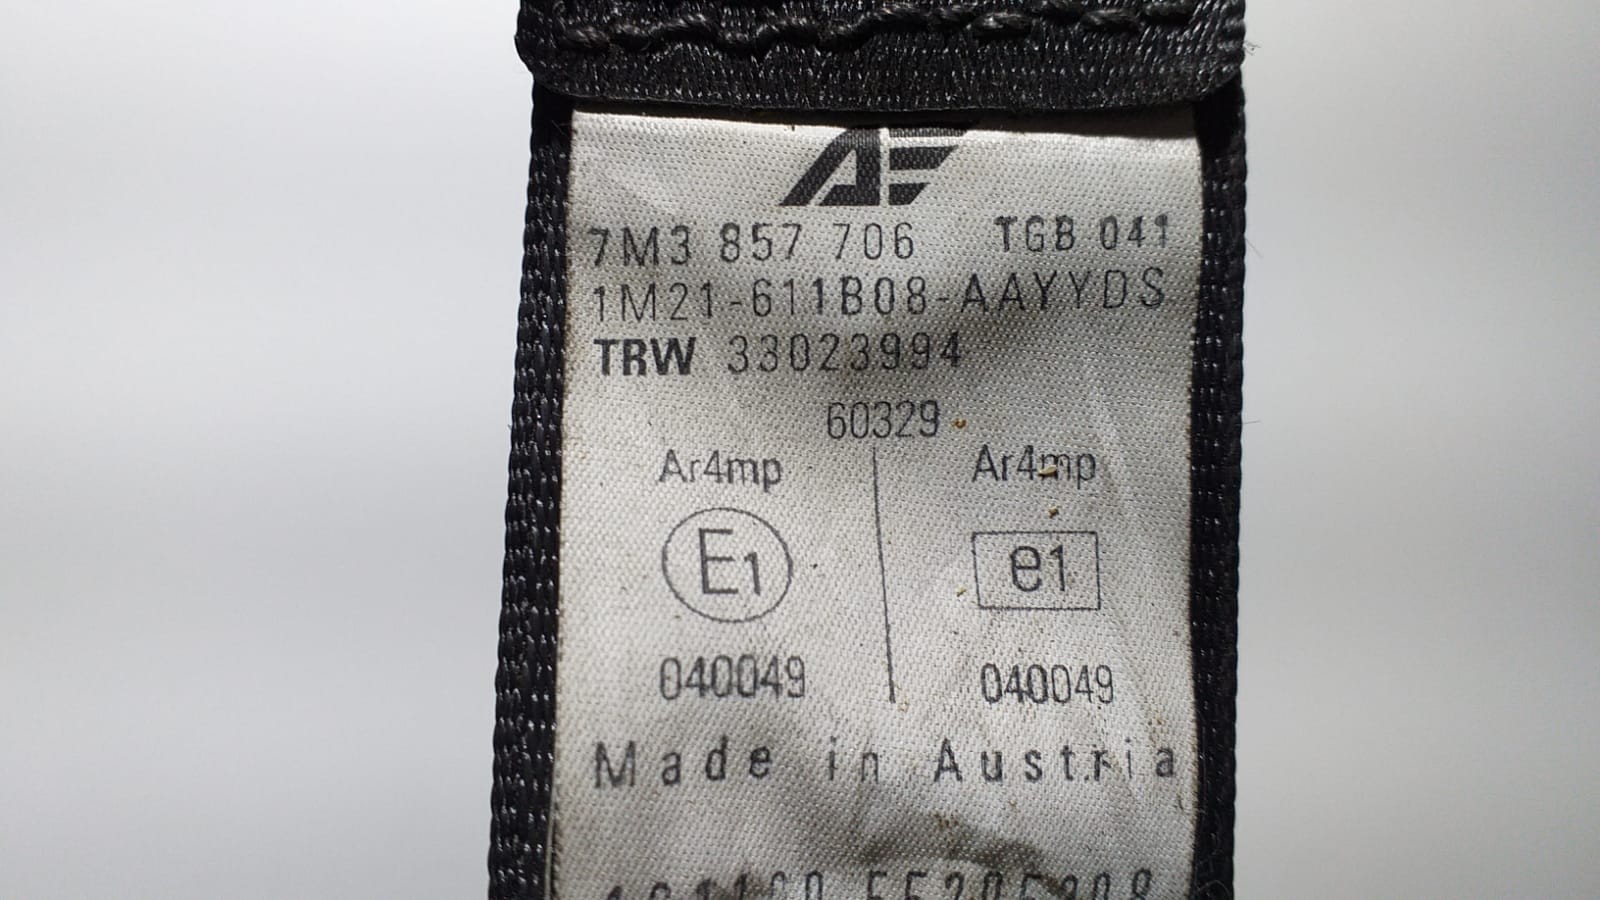 AF
7M3 857 706 TGB 041
1M21-611B08-AAYYDS
TRW 33023994
60329
Ar4mp Ar4mp
E1 e1
040049 040049
Made in Austria